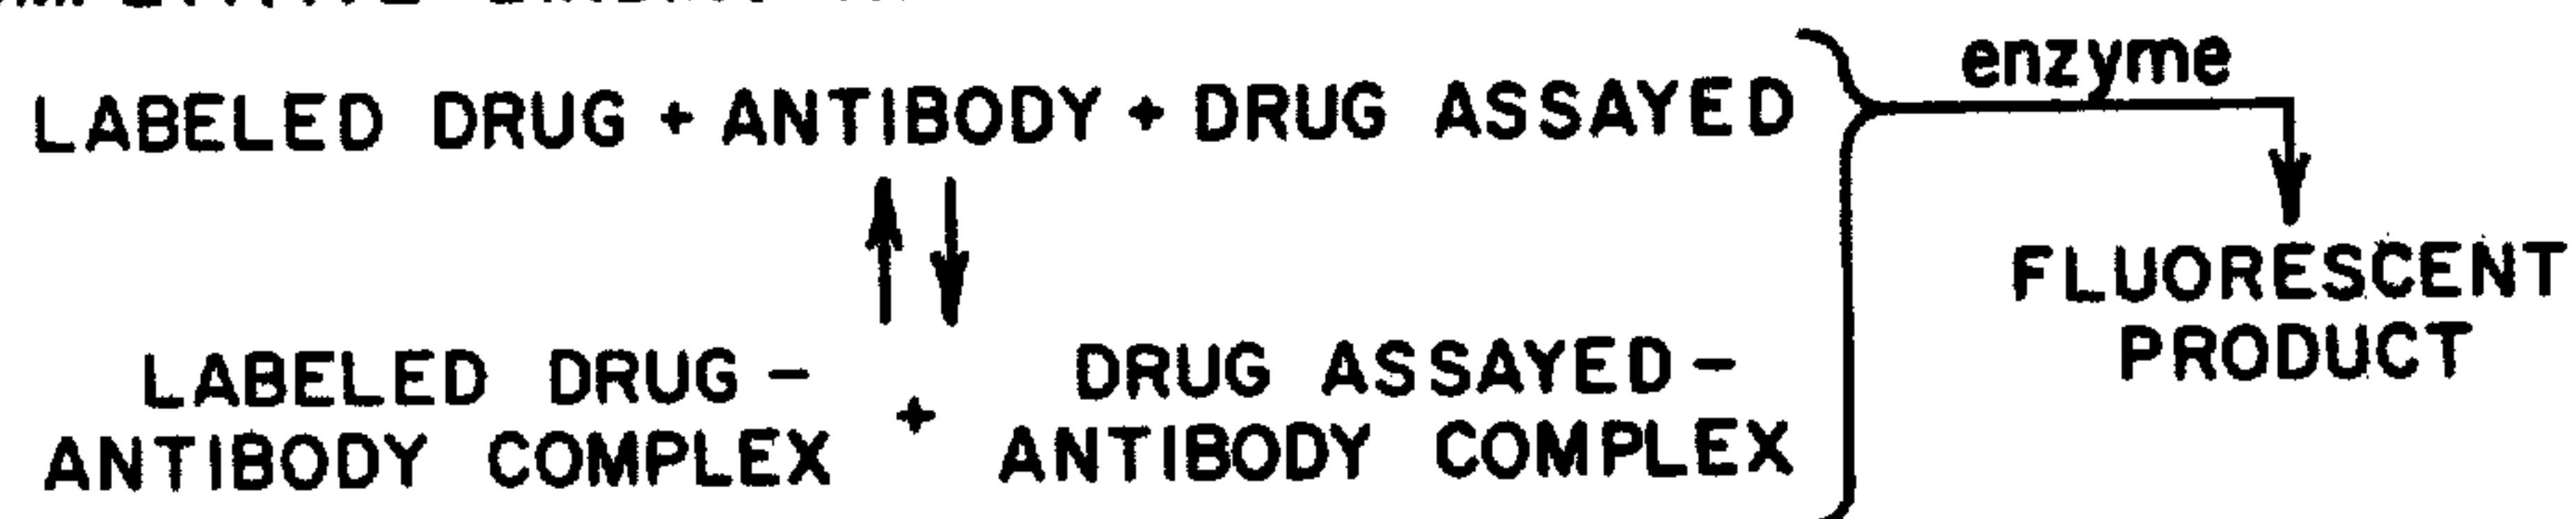 enzyme
LABELED DRUG + ANTIBODY + DRUG ASSAYED
FLUORESCENT
PRODUCT
LABELED DRUG – DRUG ASSAYED –
+
ANTIBODY COMPLEX ANTIBODY COMPLEX